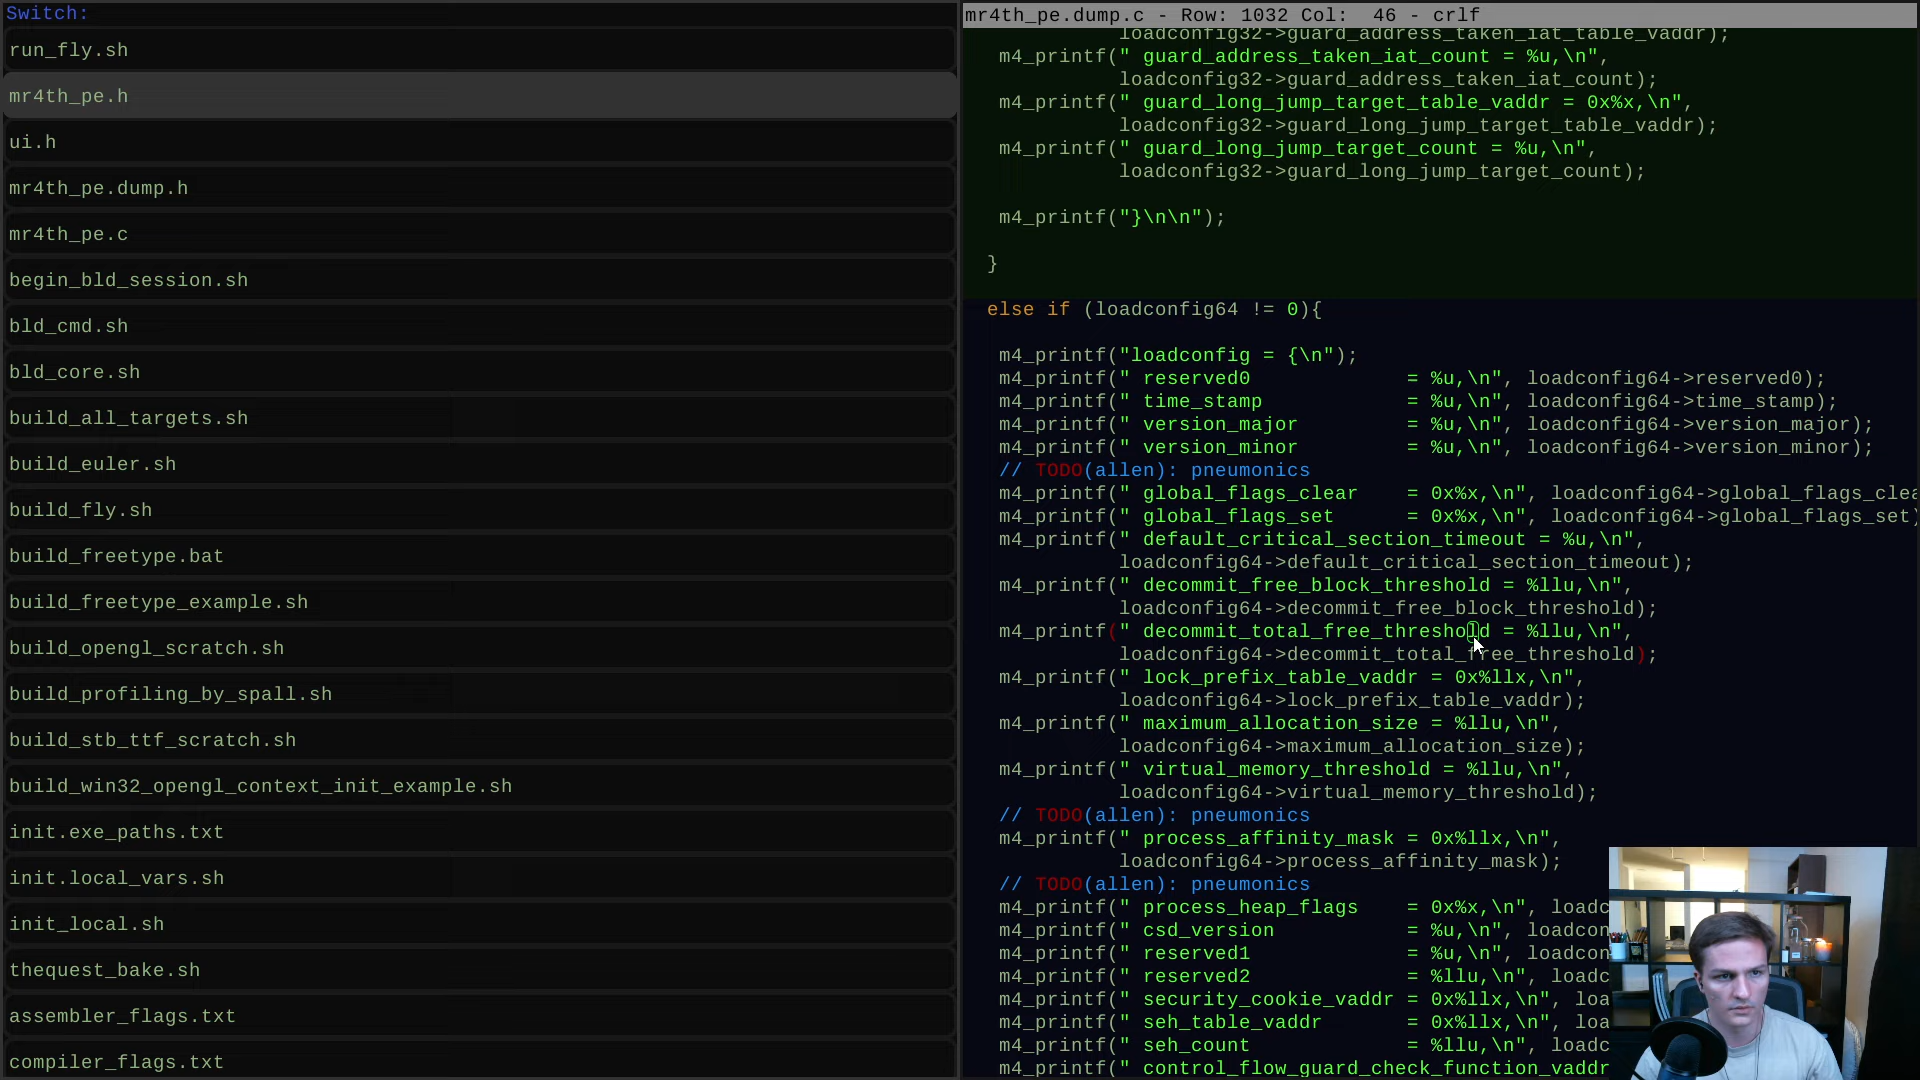 Switch:
run_fly.sh
mr4th_pe.h
ui.h
mr4th_pe.dump.h
mr4th_pe.c
begin_bld_session.sh
bld_cmd.sh
bld_core.sh
build_all_targets.sh
build_euler.sh
build_fly.sh
build_freetype.bat
build_freetype_example.sh
build_opengl_scratch.sh
build_profiling_by_spall.sh
build_stb_ttf_scratch.sh
build_win32_opengl_context_init_example.sh
init.exe_paths.txt
init.local_vars.sh
init_local.sh
thequest_bake.sh
assembler_flags.txt
compiler_flags.txt
mr4th_pe.dump.c - Row: 1032 Col:  46 - crlf
loadconfig32->guard_address_taken_iat_table_vaddr);
m4_printf(" guard_address_taken_iat_count = %u,\n",
loadconfig32->guard_address_taken_iat_count);
m4_printf(" guard_long_jump_target_table_vaddr = 0x%x,\n",
loadconfig32->guard_long_jump_target_table_vaddr);
m4_printf(" guard_long_jump_target_count = %u,\n",
loadconfig32->guard_long_jump_target_count);
m4_printf("}\n\n");
}
else if (loadconfig64 != 0){
m4_printf("loadconfig = {\n");
m4_printf(" reserved0             = %u,\n", loadconfig64->reserved0);
m4_printf(" time_stamp            = %u,\n", loadconfig64->time_stamp);
m4_printf(" version_major         = %u,\n", loadconfig64->version_major);
m4_printf(" version_minor         = %u,\n", loadconfig64->version_minor);
// TODO(allen): pneumonics
m4_printf(" global_flags_clear    = 0x%x,\n", loadconfig64->global_flags_clea
m4_printf(" global_flags_set      = 0x%x,\n", loadconfig64->global_flags_set)
m4_printf(" default_critical_section_timeout = %u,\n",
loadconfig64->default_critical_section_timeout);
m4_printf(" decommit_free_block_threshold = %llu,\n",
loadconfig64->decommit_free_block_threshold);
m4_printf(" decommit_total_free_threshold = %llu,\n",
loadconfig64->decommit_total_free_threshold);
m4_printf(" lock_prefix_table_vaddr = 0x%llx,\n",
loadconfig64->lock_prefix_table_vaddr);
m4_printf(" maximum_allocation_size = %llu,\n",
loadconfig64->maximum_allocation_size);
m4_printf(" virtual_memory_threshold = %llu,\n",
loadconfig64->virtual_memory_threshold);
// TODO(allen): pneumonics
m4_printf(" process_affinity_mask = 0x%llx,\n",
loadconfig64->process_affinity_mask);
// TODO(allen): pneumonics
m4_printf(" process_heap_flags    = 0x%x,\n", loadc
m4_printf(" csd_version           = %u,\n", loadcon
m4_printf(" reserved1             = %u,\n", loadcon
m4_printf(" reserved2             = %llu,\n", loadc
m4_printf(" security_cookie_vaddr = 0x%llx,\n", loa
m4_printf(" seh_table_vaddr       = 0x%llx,\n", loa
m4_printf(" seh_count             = %llu,\n", loadc
m4_printf(" control_flow_guard_check_function_vaddr